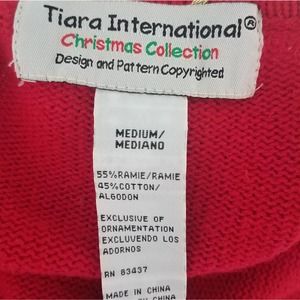 Tiara International®
Christmas Collection
Design and Pattern Copyrighted
MEDIUM/
MEDIANO
55%RAMIE/RAMIE
45%COTTON/
ALGODON
EXCLUSIVE OF
ORNAMENTATION
EXCLUVENDO LOS
ADORNOS
RN 83437
MADE IN CHINA